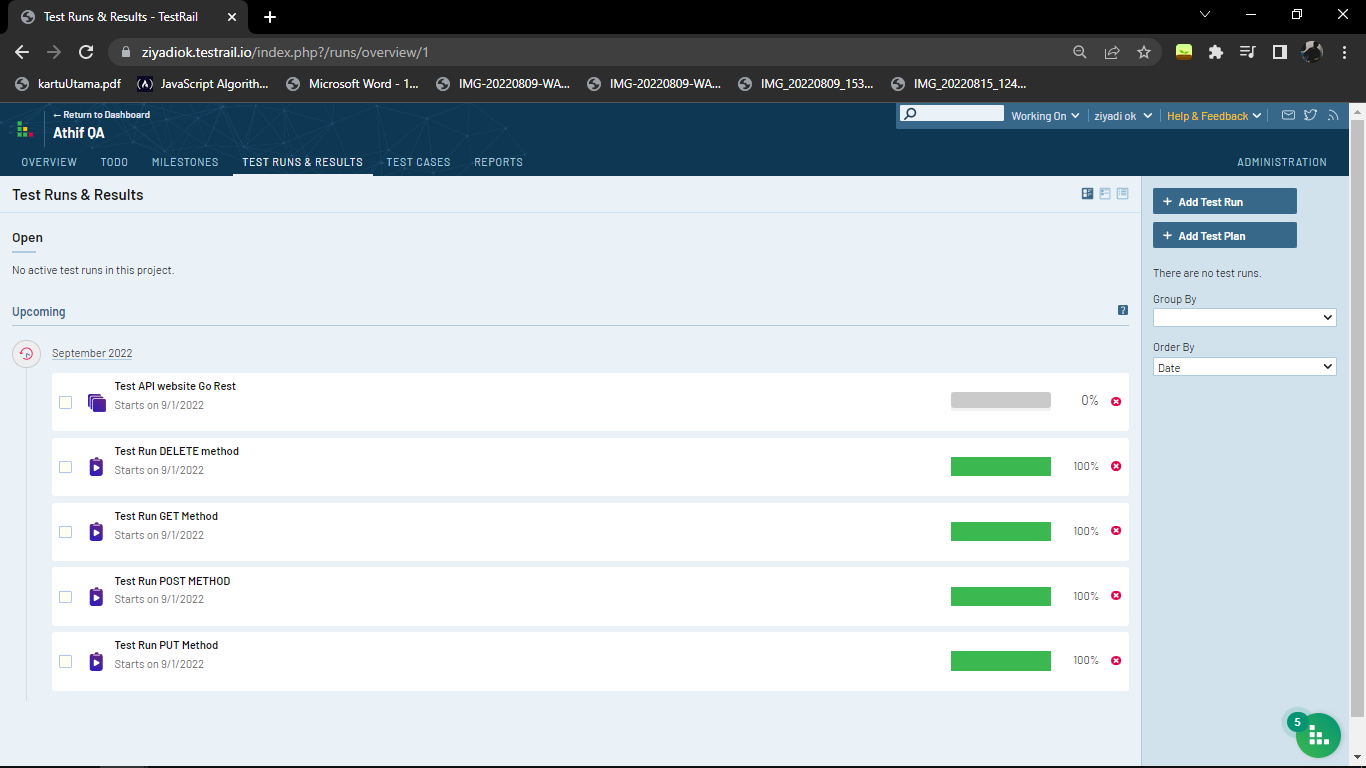 Test Runs & Results - TestRail
ziyadiok.testrail.io/index.php?/runs/overview/1
kartuUtama.pdf
JavaScript Algorith...
Microsoft Word - 1...
IMG-20220809-WA...
IMG-20220809-WA...
IMG_20220809_153...
IMG_20220815_124...
← Return to Dashboard
Athif QA
Working On
ziyadi ok
Help & Feedback
OVERVIEW
TODO
MILESTONES
TEST RUNS & RESULTS
TEST CASES
REPORTS
ADMINISTRATION
Test Runs & Results
Open
No active test runs in this project.
Upcoming
?
September 2022
Test API website Go Rest
Starts on 9/1/2022
0%
Test Run DELETE method
Starts on 9/1/2022
100%
Test Run GET Method
Starts on 9/1/2022
100%
Test Run POST METHOD
Starts on 9/1/2022
100%
Test Run PUT Method
Starts on 9/1/2022
100%
+ Add Test Run
+ Add Test Plan
There are no test runs.
Group By
Order By
Date
5